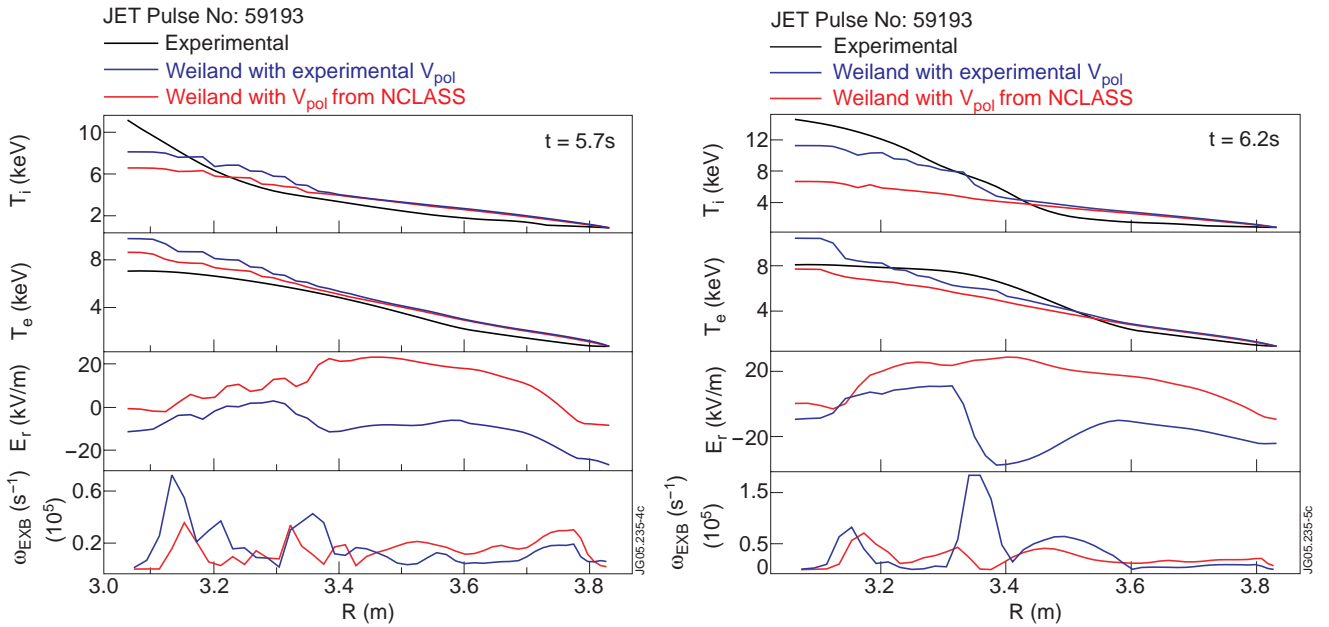 JET Pulse No: 59193
Experimental
Weiland with experimental Vpol
Weiland with Vpol from NCLASS
t = 5.7s
Ti (keV)
10
6
2
Te (keV)
8
4
Er (kV/m)
20
0
−20
ωEXB (s−1)
(105)
0.6
0.2
3.0
3.2
3.4
3.6
3.8
R (m)
JG05.235-4c
JET Pulse No: 59193
Experimental
Weiland with experimental Vpol
Weiland with Vpol from NCLASS
t = 6.2s
Ti (keV)
12
8
4
Te (keV)
8
4
Er (kV/m)
20
−20
ωEXB (s−1)
(105)
1.5
0.5
0
3.2
3.4
3.6
3.8
R (m)
JG05.235-5c